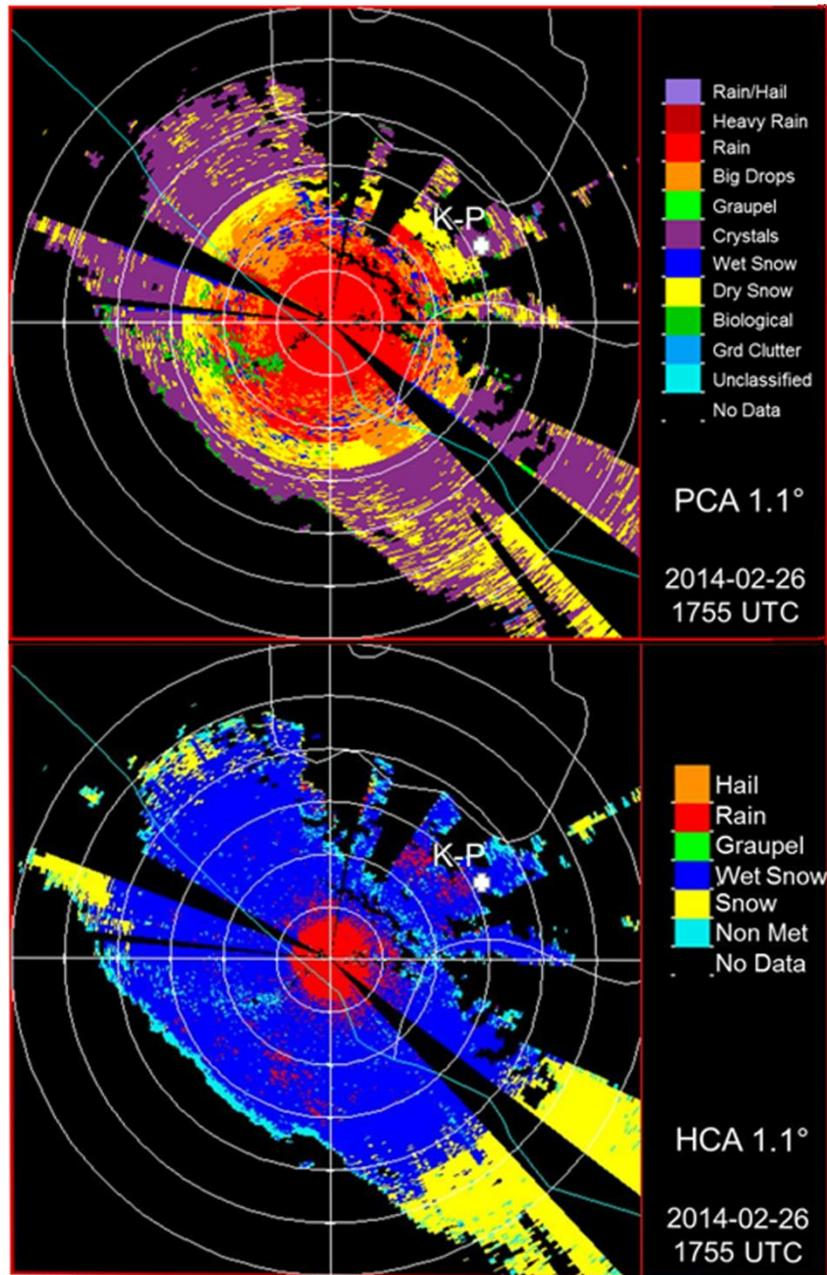 K-P
Rain/Hail
Heavy Rain
Rain
Big Drops
Graupel
Crystals
Wet Snow
Dry Snow
Biological
Grd Clutter
Unclassified
No Data
PCA 1.1°
2014-02-26
1755 UTC
K-P
Hail
Rain
Graupel
Wet Snow
Snow
Non Met
No Data
HCA 1.1°
2014-02-26
1755 UTC